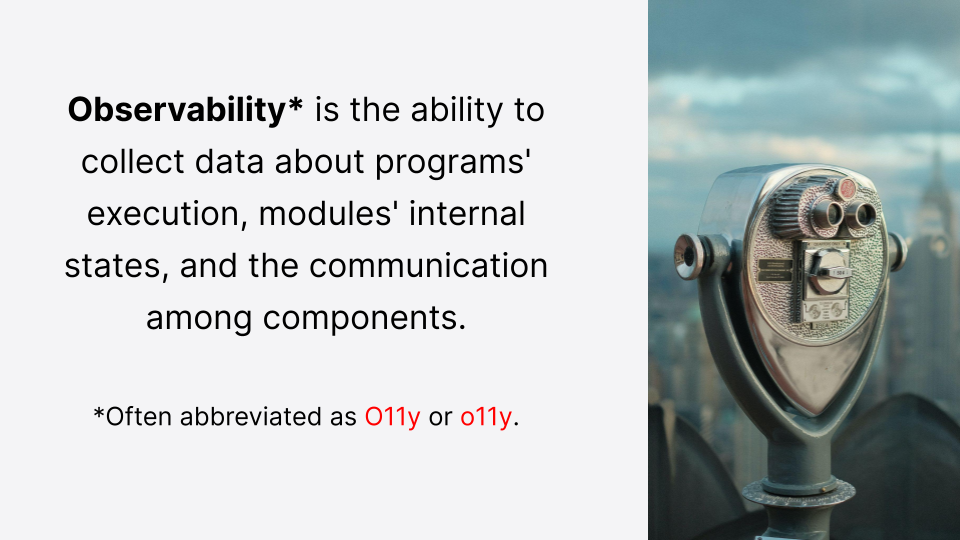 Observability* is the ability to
collect data about programs'
execution, modules' internal
states, and the communication
among components.
*Often abbreviated as O11y or o11y.